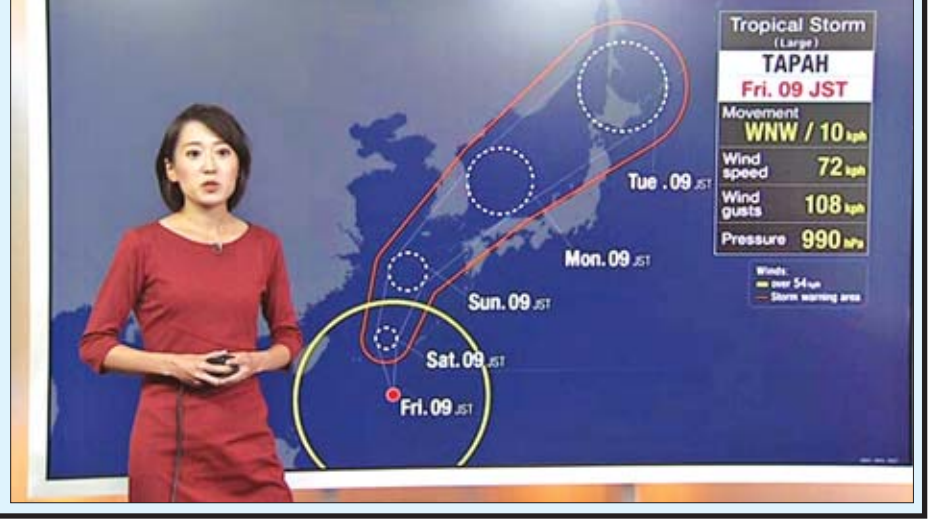 Tropical Storm
(Large)
TAPAH
Fri. 09 JST
Movement
WNW / 10 kph
Wind speed 72 kph
Wind gusts 108 kph
Pressure 990 hPa
Winds:
over 54 kph
Storm warning area
Tue .09 JST
Mon. 09 JST
Sun. 09 JST
Sat. 09 JST
Fri. 09 JST